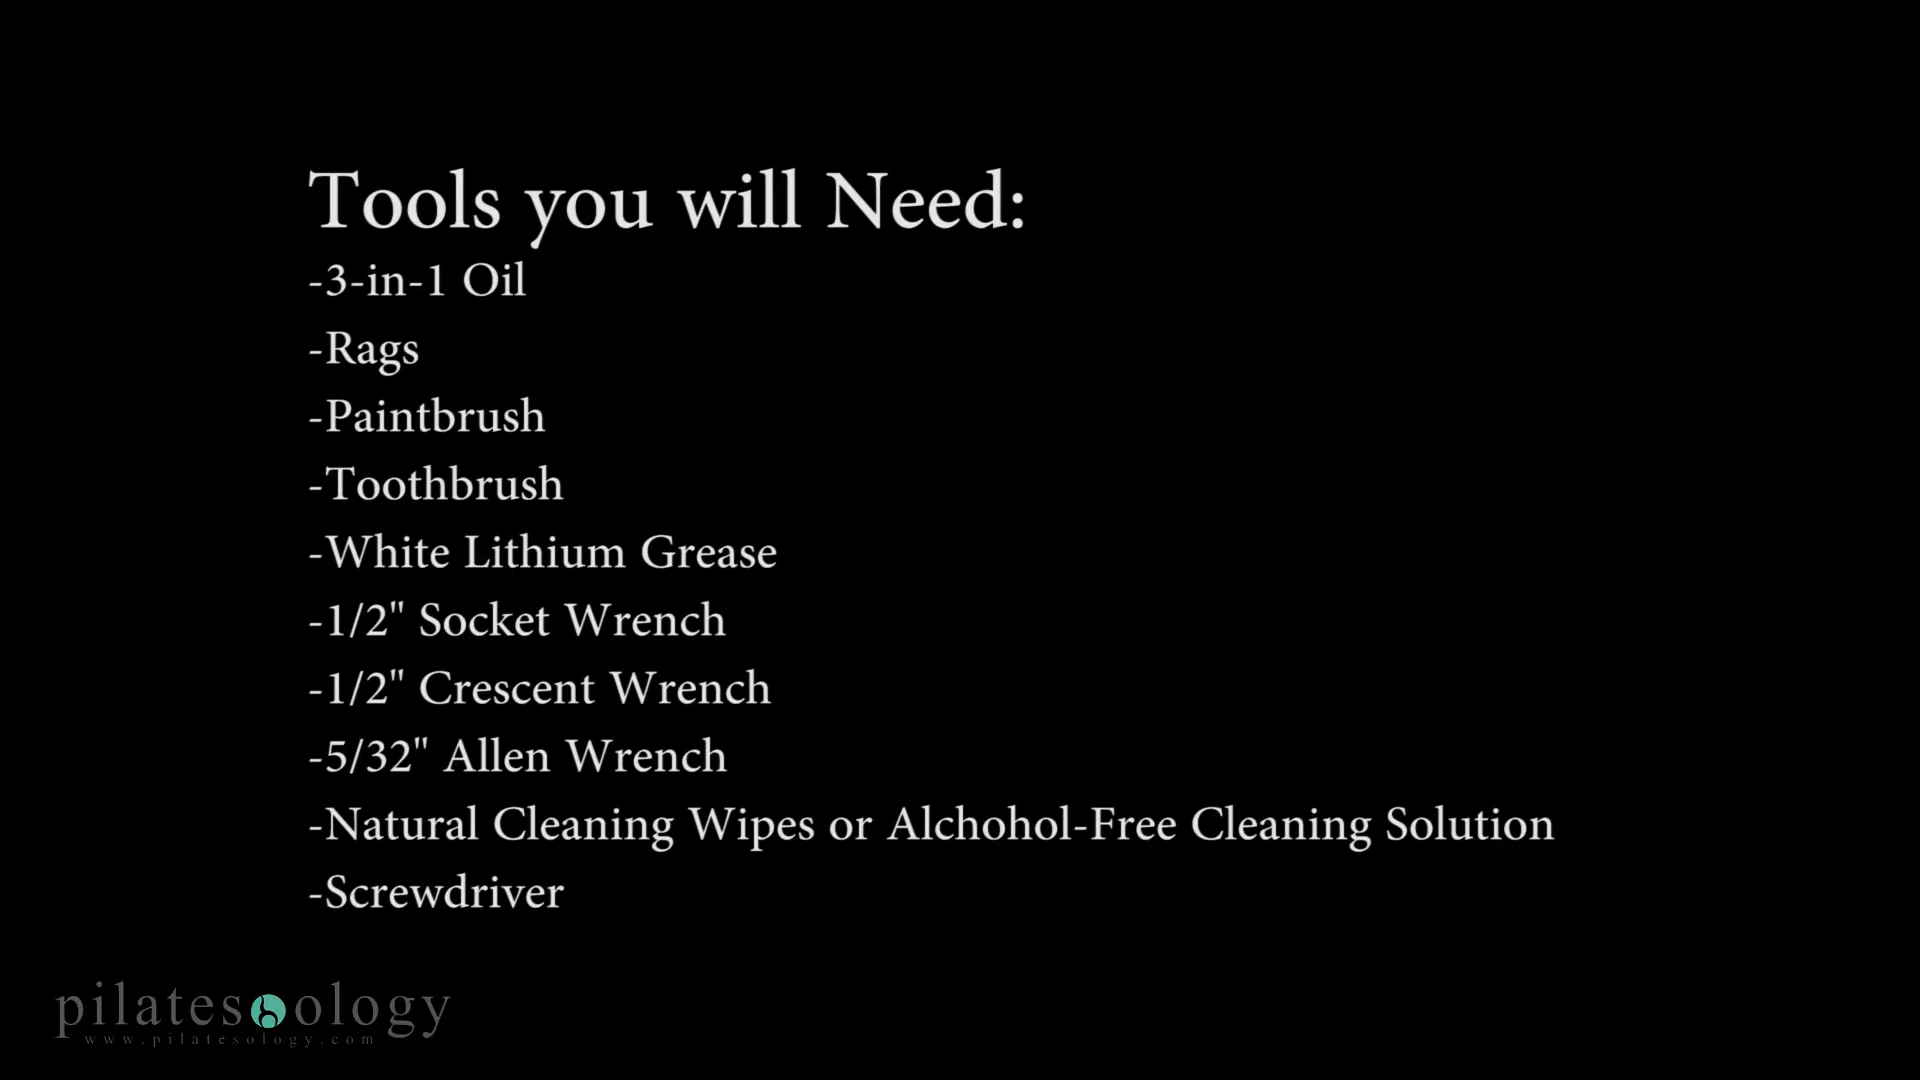 Tools you will Need:
-3-in-1 Oil
-Rags
-Paintbrush
-Toothbrush
-White Lithium Grease
-1/2" Socket Wrench
-1/2" Crescent Wrench
-5/32" Allen Wrench
-Natural Cleaning Wipes or Alchohol-Free Cleaning Solution
-Screwdriver
pilatesology
www.pilatesology.com